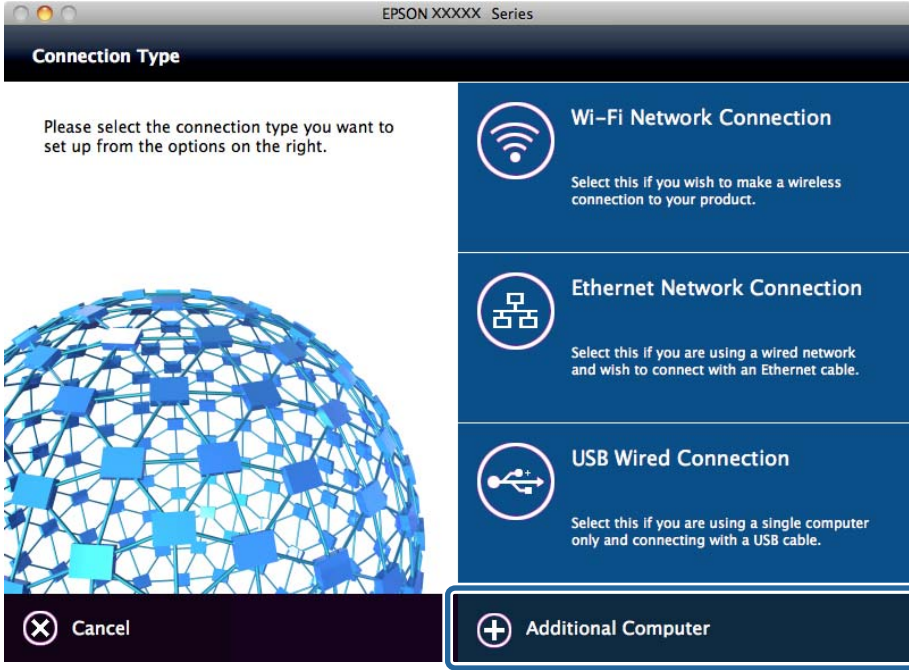 EPSON XXXXX Series
Connection Type
Please select the connection type you want to
set up from the options on the right.
Wi-Fi Network Connection
Select this if you wish to make a wireless
connection to your product.
Ethernet Network Connection
Select this if you are using a wired network
and wish to connect with an Ethernet cable.
USB Wired Connection
Select this if you are using a single computer
only and connecting with a USB cable.
Cancel
Additional Computer